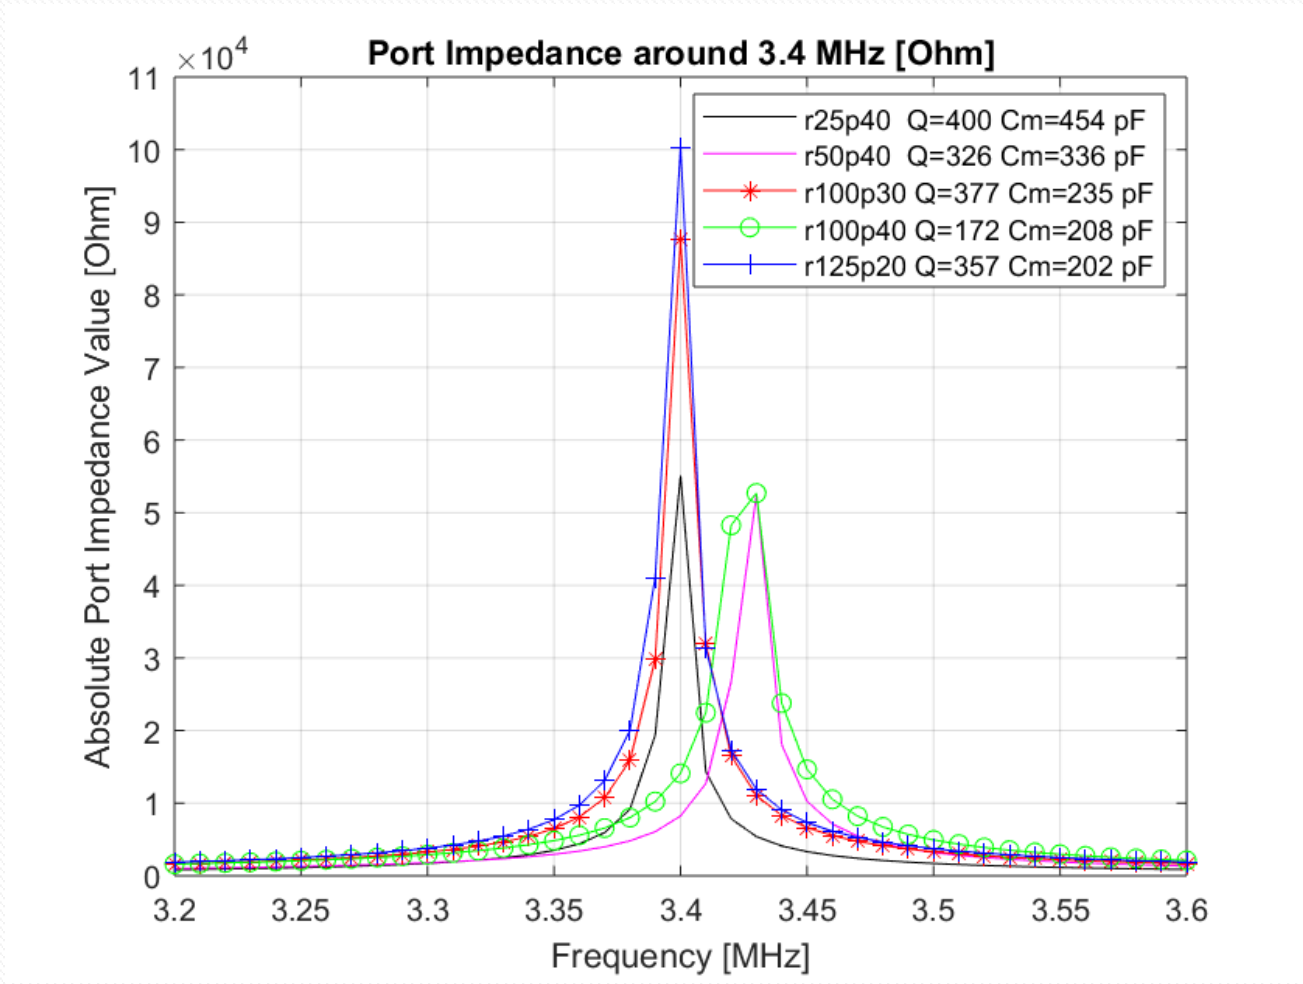 Port Impedance around 3.4 MHz [Ohm]
×10⁴
r25p40 Q=400 Cm=454 pF
r50p40 Q=326 Cm=336 pF
r100p30 Q=377 Cm=235 pF
r100p40 Q=172 Cm=208 pF
r125p20 Q=357 Cm=202 pF
Absolute Port Impedance Value [Ohm]
11
10
9
8
7
6
5
4
3
2
1
0
3.2 3.25 3.3 3.35 3.4 3.45 3.5 3.55 3.6
Frequency [MHz]